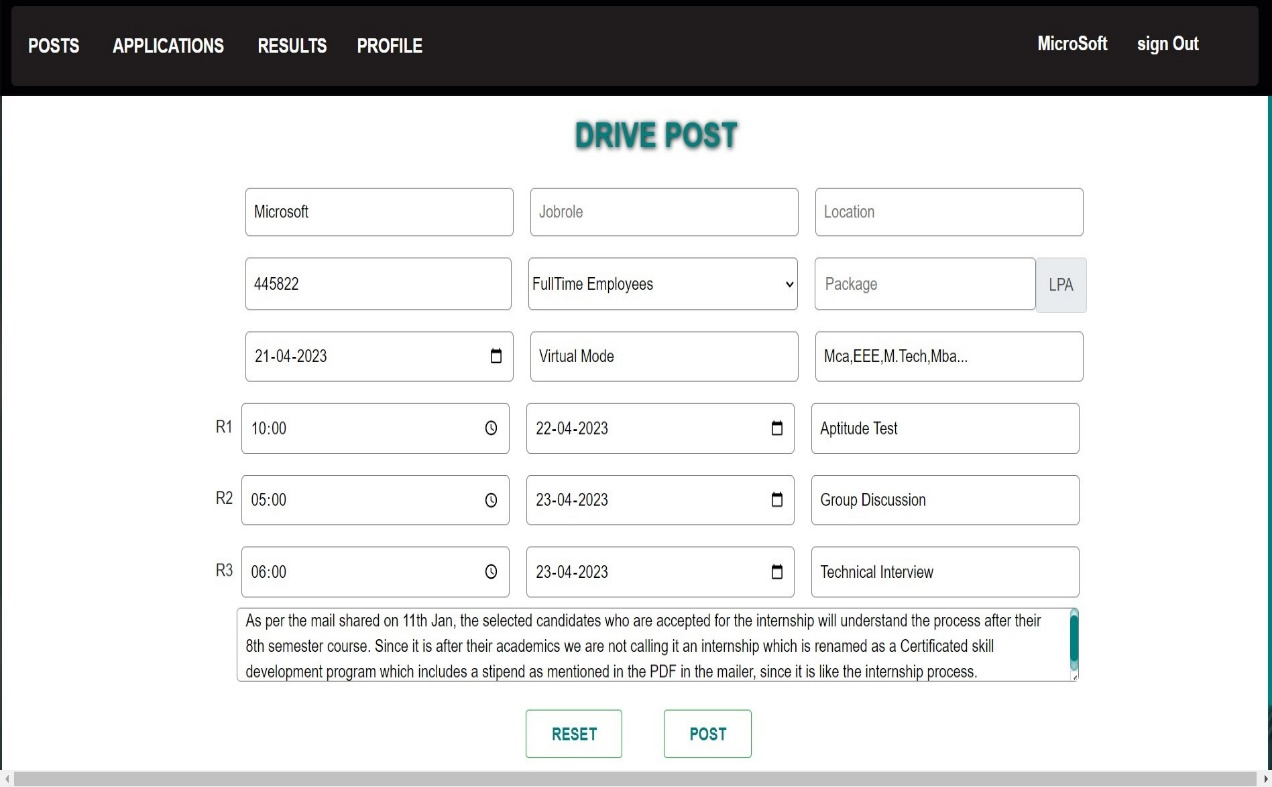 POSTS APPLICATIONS RESULTS PROFILE MicroSoft sign Out
DRIVE POST
Microsoft Jobrole Location
445822 FullTime Employees Package LPA
21-04-2023 Virtual Mode Mca,EEE,M.Tech,Mba...
R1 10:00 22-04-2023 Aptitude Test
R2 05:00 23-04-2023 Group Discussion
R3 06:00 23-04-2023 Technical Interview
As per the mail shared on 11th Jan, the selected candidates who are accepted for the internship will understand the process after their
8th semester course. Since it is after their academics we are not calling it an internship which is renamed as a Certificated skill
development program which includes a stipend as mentioned in the PDF in the mailer, since it is like the internship process.
RESET POST